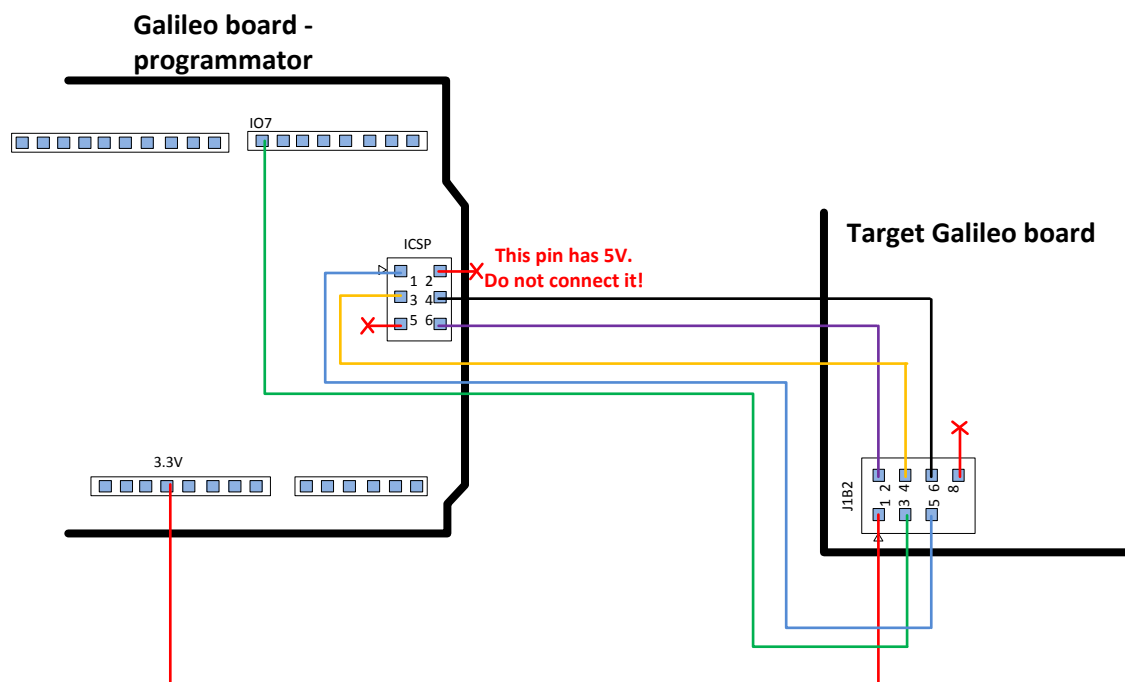 Galileo board -
programmator
IO7
ICSP
This pin has 5V.
Do not connect it!
1 2
3 4
5 6
Target Galileo board
3.3V
J1B2
2 4 6 8
1 3 5